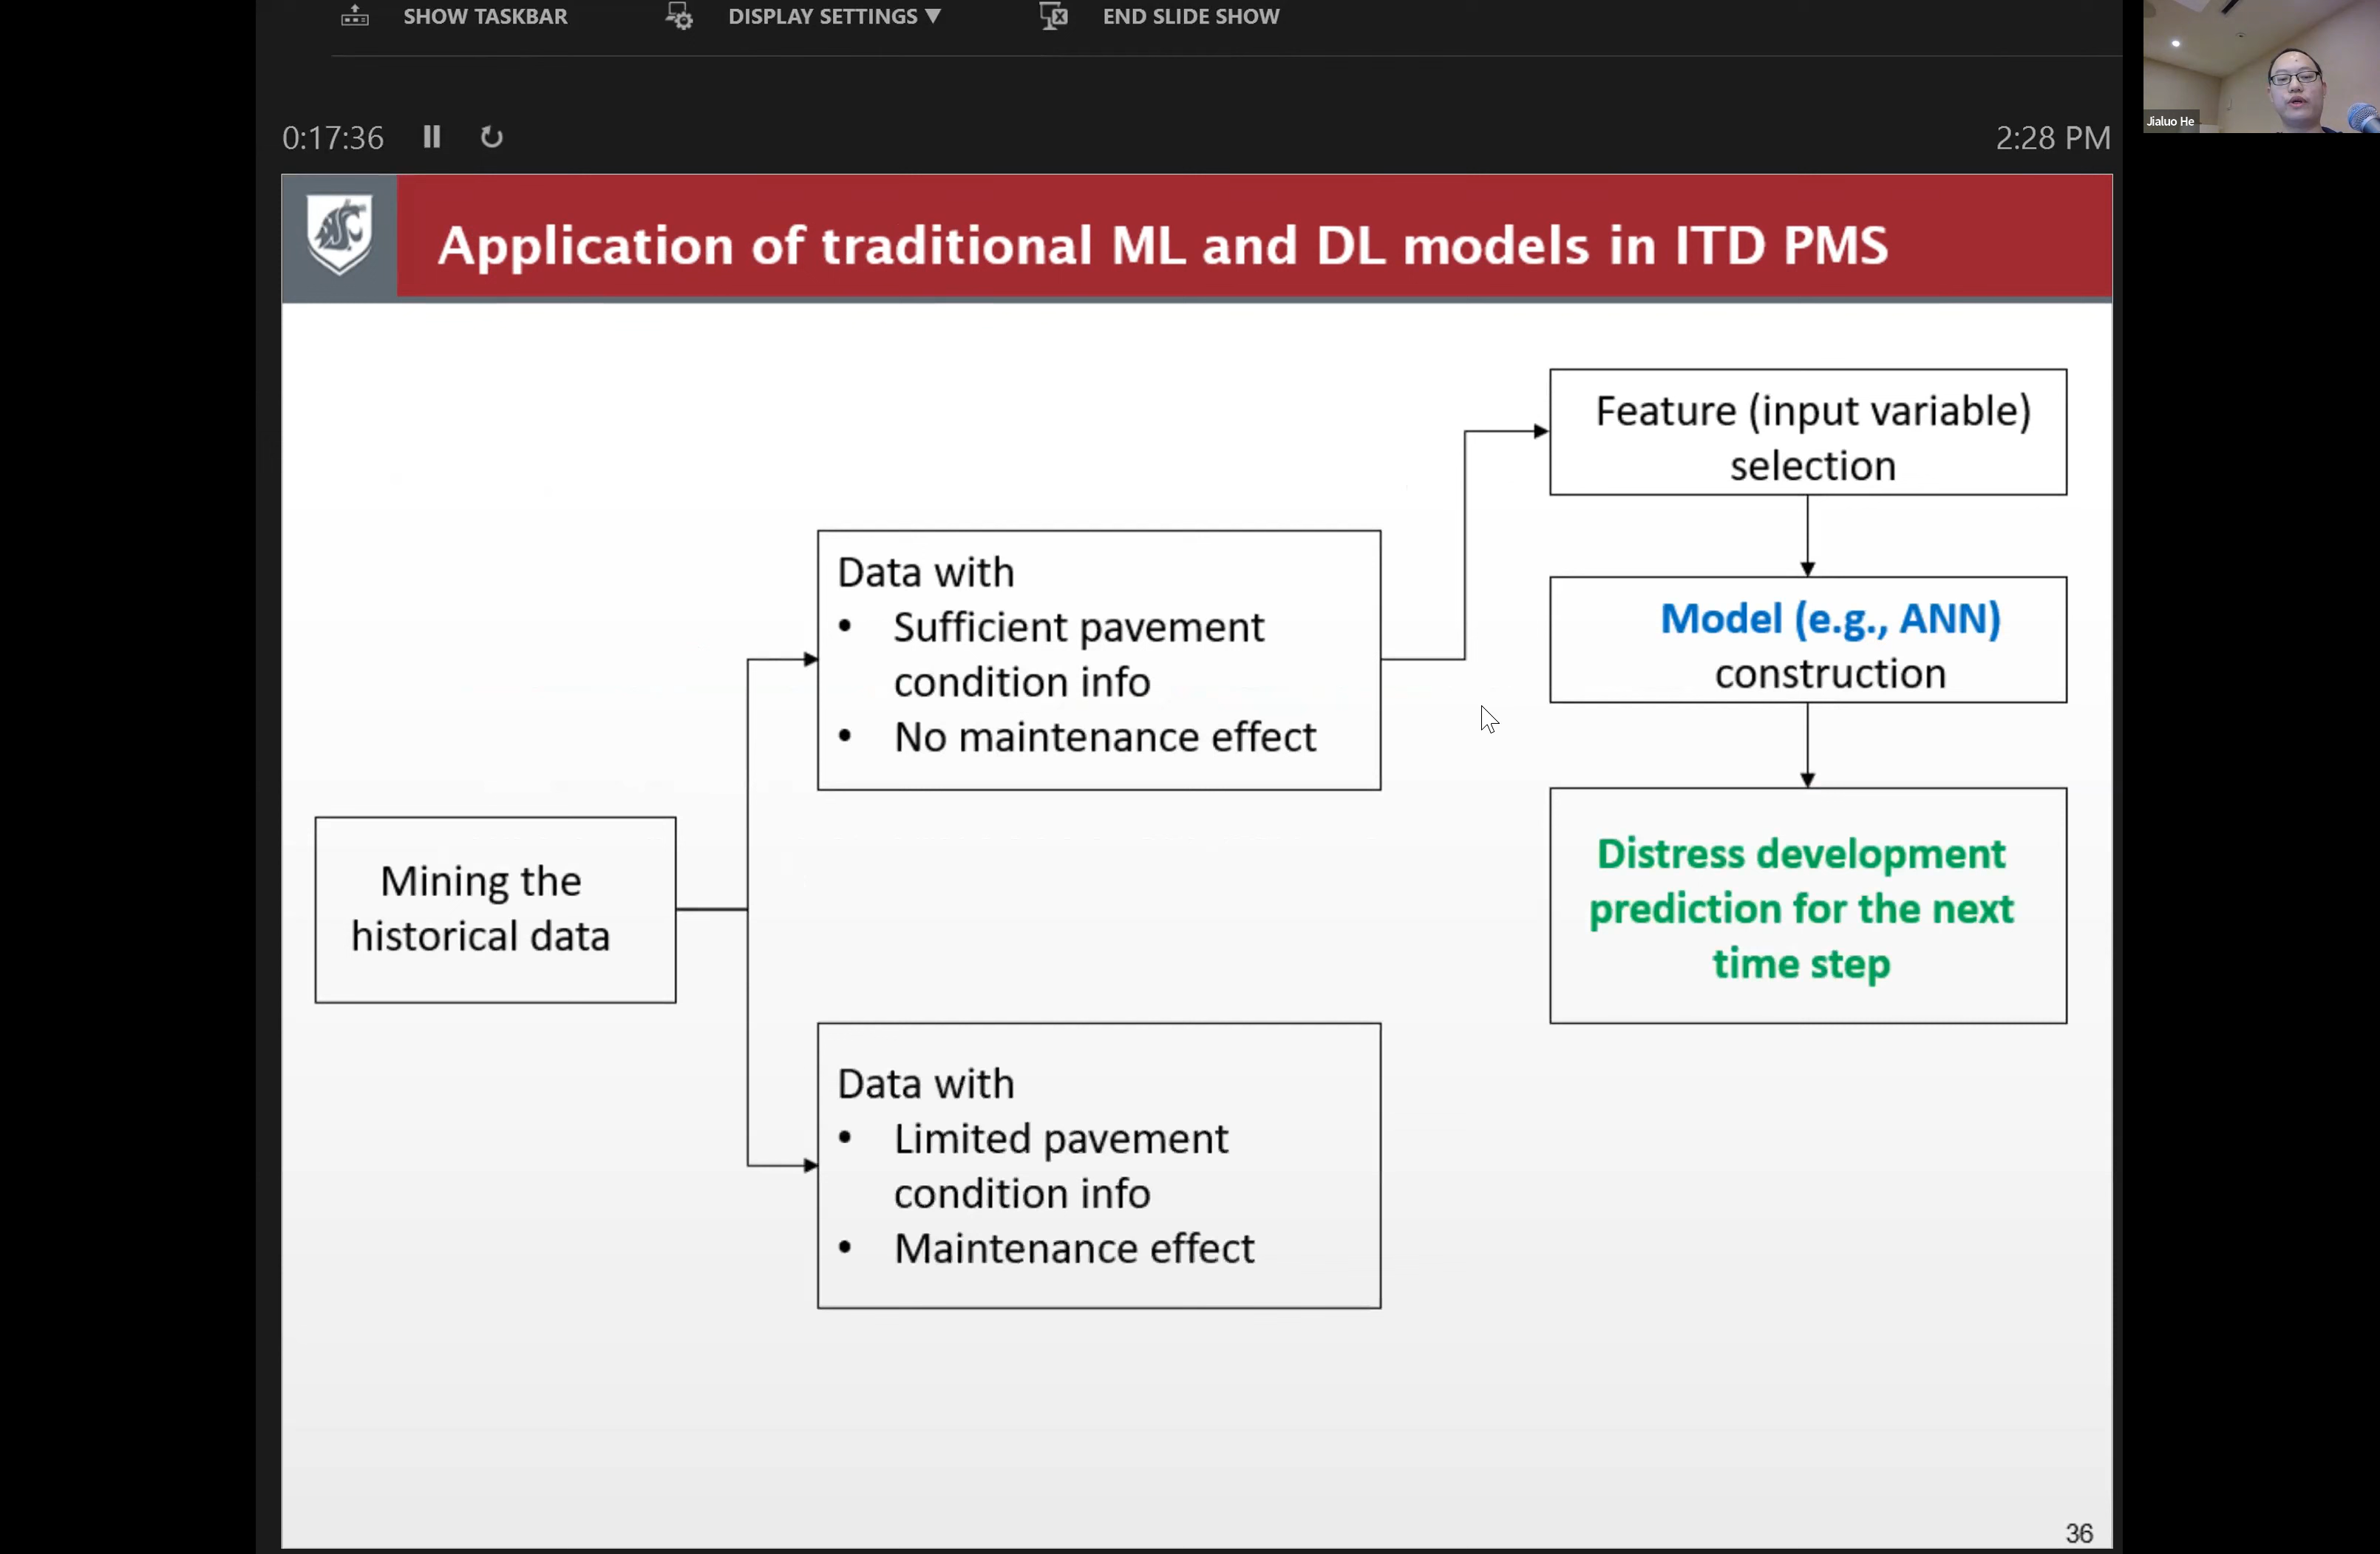 SHOW TASKBAR
DISPLAY SETTINGS ▼
END SLIDE SHOW
Jialuo He
0:17:36
2:28 PM
Application of traditional ML and DL models in ITD PMS
Feature (input variable)
selection
Data with
• Sufficient pavement
condition info
• No maintenance effect
Model (e.g., ANN)
construction
Mining the
historical data
Distress development
prediction for the next
time step
Data with
• Limited pavement
condition info
• Maintenance effect
36